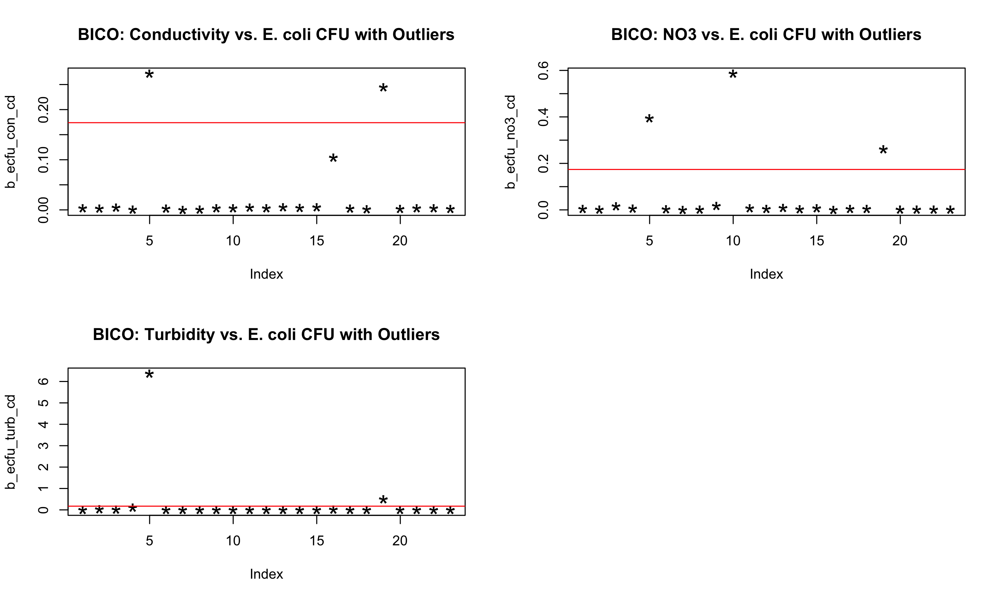 BICO: Conductivity vs. E. coli CFU with Outliers
b_ecfu_con_cd
0.00 0.10 0.20
5 10 15 20
Index
BICO: NO3 vs. E. coli CFU with Outliers
b_ecfu_no3_cd
0.0 0.2 0.4 0.6
5 10 15 20
Index
BICO: Turbidity vs. E. coli CFU with Outliers
b_ecfu_turb_cd
0 1 2 3 4 5 6
5 10 15 20
Index